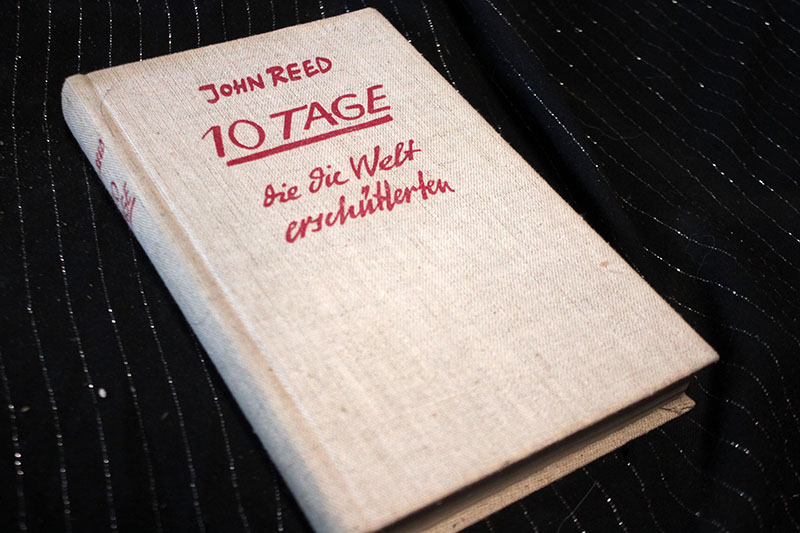 JOHN REED
10 TAGE
die die Welt
erschütterten